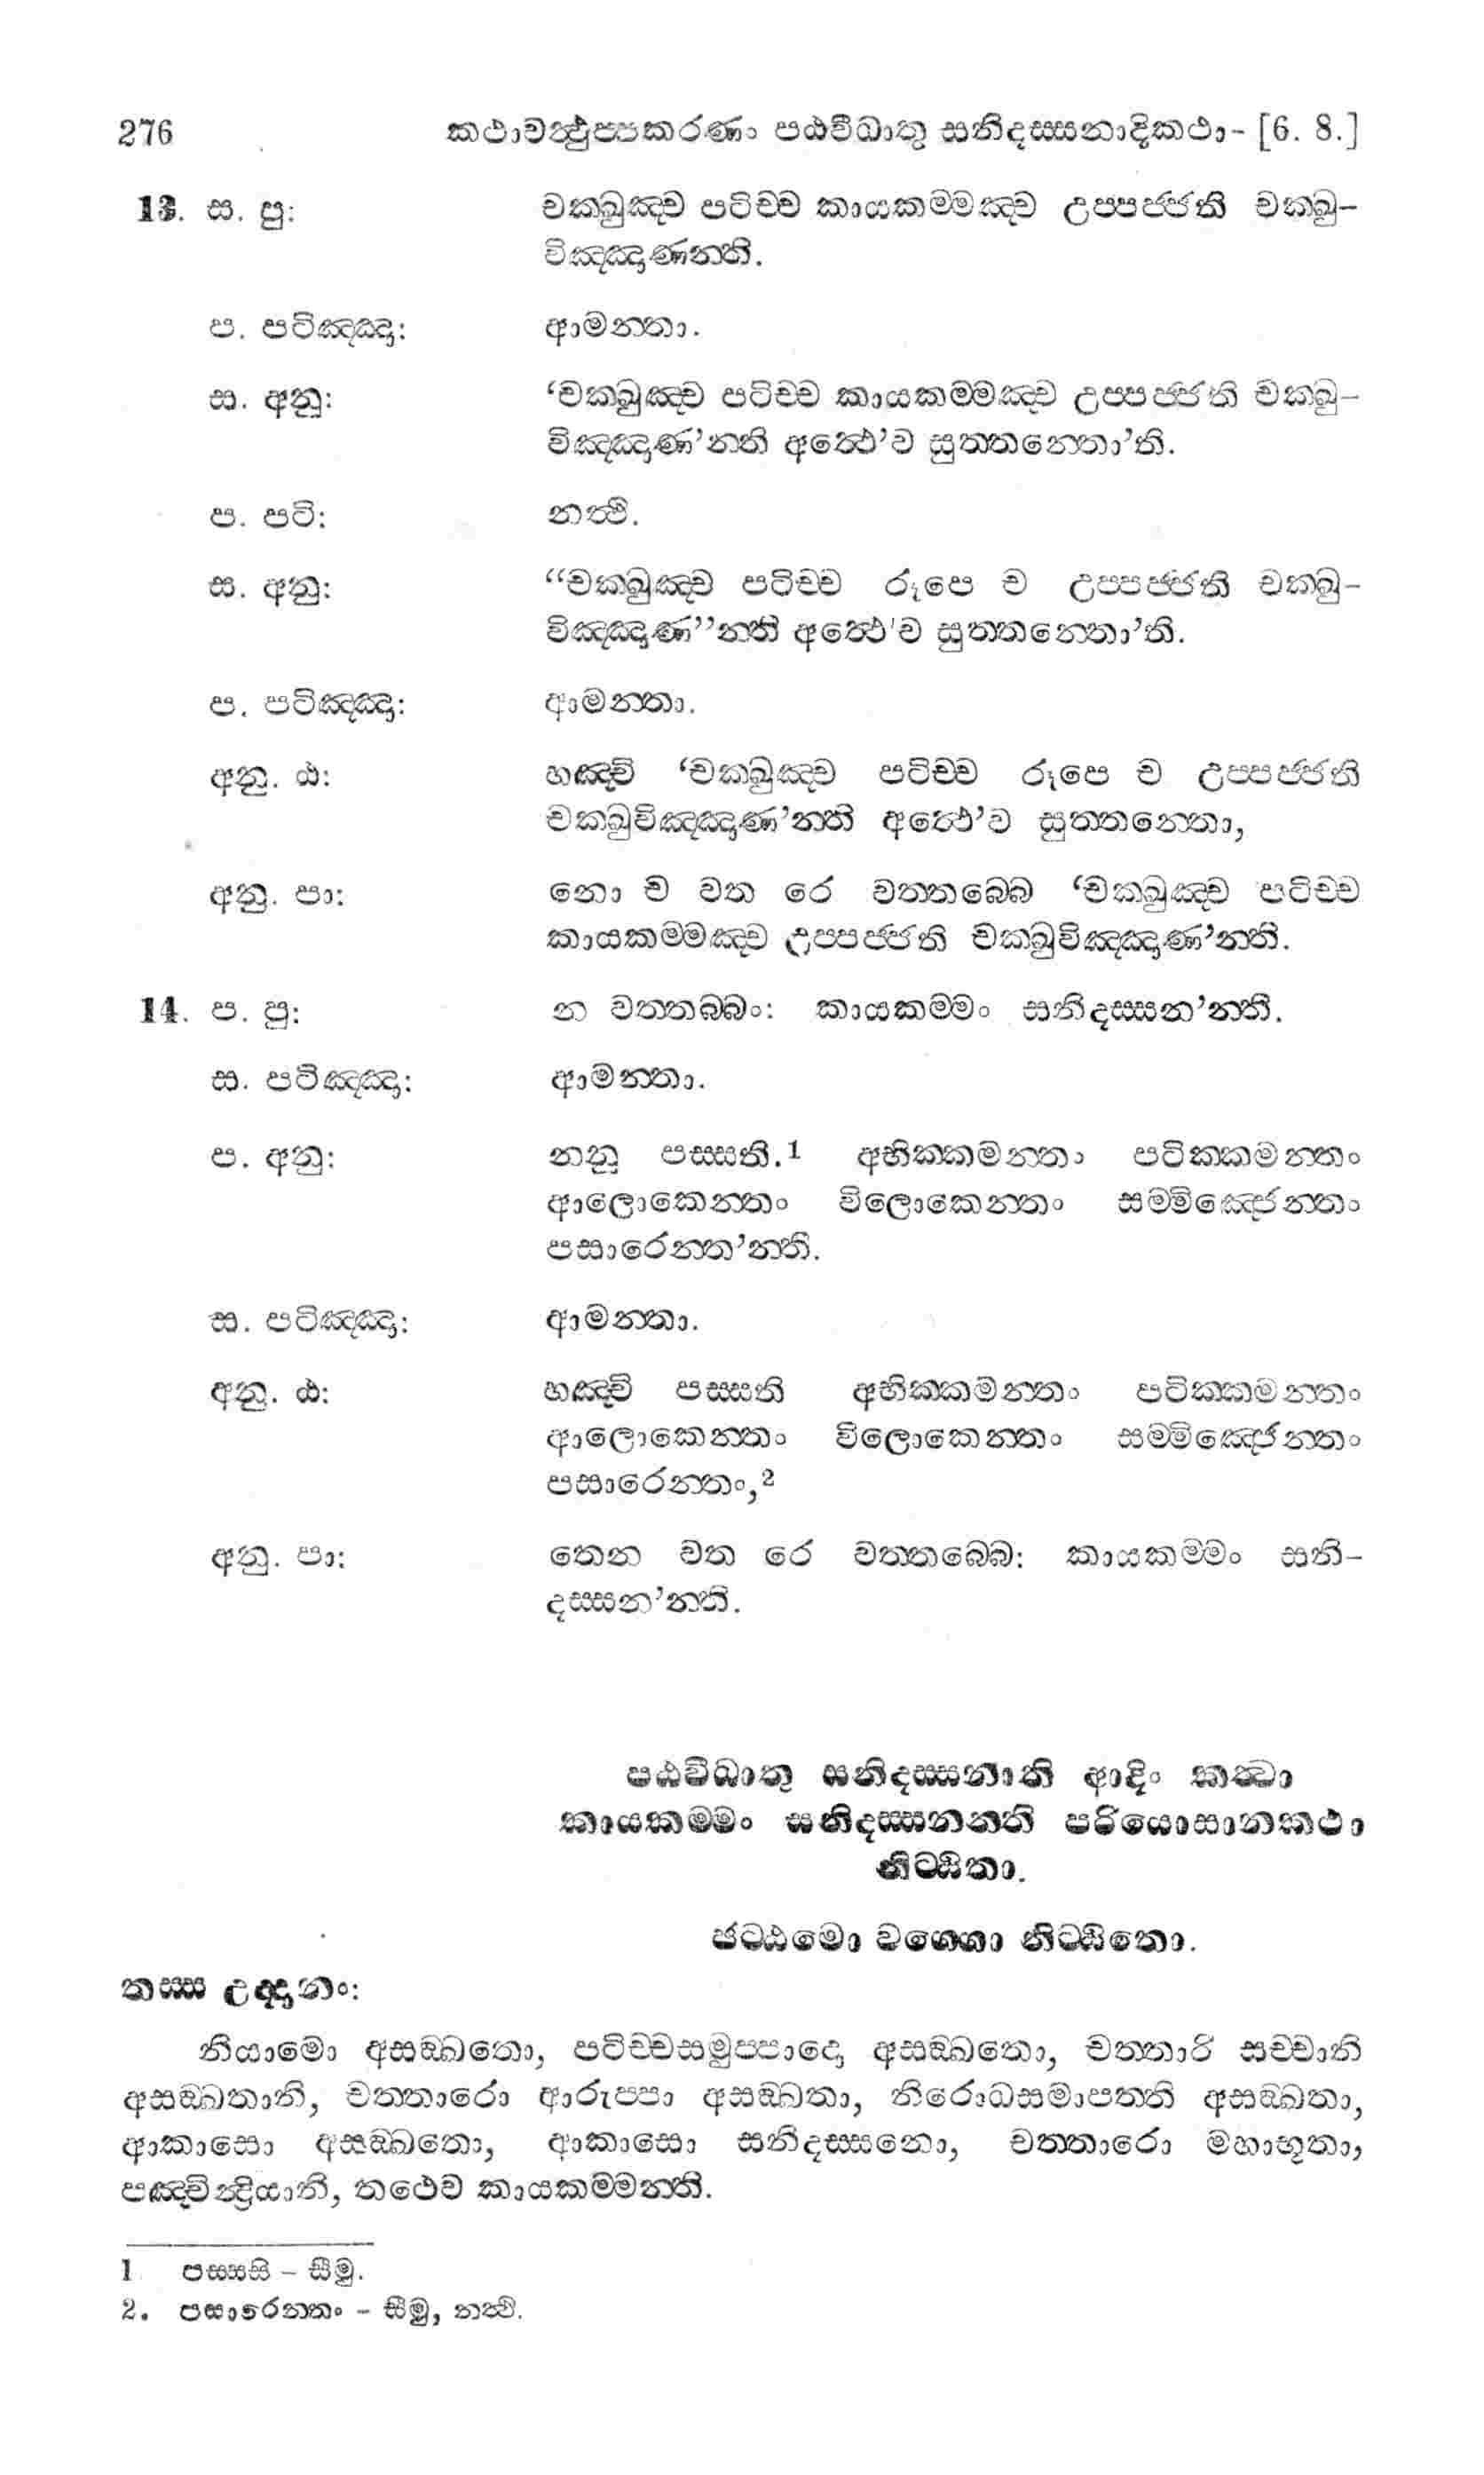 276 කථාවත්‍ථුප්පකරණං පඨවීධාතු සනිදස්සනාදිකථා- [6. 8.]
13. ස. පු: චක්ඛුඤ්ච පටිච්ච කායකම්මඤ්ච උප්පජ්ජති චක්ඛු-
විඤ්ඤාණන්ති.
ප. පටිඤ්ඤා: ආමන්තා.
ස. අනු: ‘චක්ඛුඤ්ච පටිච්ච කායකම්මඤ්ච උප්පජ්ජති චක්ඛු-
විඤ්ඤාණ’න්ති අත්‍ථෙ’ව සුත්තන්තො’ති.
ප. පටි: නත්‍ථි.
ස. අනු: “චක්ඛුඤ්ච පටිච්ච රූපෙ ච උප්පජ්ජති චක්ඛු-
විඤ්ඤාණ”න්ති අත්‍ථෙ’ව සුත්තන්තො’ති.
ප. පටිඤ්ඤා: ආමන්තා.
අනු. ඨ: හඤ්චි ‘චක්ඛුඤ්ච පටිච්ච රූපෙ ච උප්පජ්ජති
චක්ඛුවිඤ්ඤාණ’න්ති අත්‍ථෙ’ව සුත්තන්තො,
අනු. පා: නො ච වත රෙ වත්තබ්බෙ ‘චක්ඛුඤ්ච පටිච්ච
කායකම්මඤ්ච උප්පජ්ජති චක්ඛුවිඤ්ඤාණ’න්ති.
14. ප. පු: න වත්තබ්බං: කායකම්මං සනිදස්සන’න්ති.
ස. පටිඤ්ඤා: ආමන්තා.
ප. අනු: නනු පස්සති.¹ අභික්කමන්තං පටික්කමන්තං
ආලොකෙන්තං විලොකෙන්තං සම්මිඤ්ජෙන්තං
පසාරෙන්ත’න්ති.
ස. පටිඤ්ඤා: ආමන්තා.
අනු. ඨ: හඤ්චි පස්සති අභික්කමන්තං පටික්කමන්තං
ආලොකෙන්තං විලොකෙන්තං සම්මිඤ්ජෙන්තං
පසාරෙන්තං,²
අනු. පා: තෙන වත රෙ වත්තබ්බෙ: කායකම්මං සනි-
දස්සන’න්ති.
පඨවීධාතු සනිදස්සනාති ආදිං කත්‍වා
කායකම්මං සනිදස්සනන්ති පරියොසානකථා
නිට්ඨිතා.
ඡට්ඨමො වග්ගො නිට්ඨිතො.
තස්ස උද්දානං:
නියාමො අසඞ්ඛතො, පටිච්චසමුප්පාදො අසඞ්ඛතො, චත්තාරි සච්චානි
අසඞ්ඛතානි, චත්තාරො ආරුප්පා අසඞ්ඛතා, නිරොධසමාපත්ති අසඞ්ඛතා,
ආකාසො අසඞ්ඛතො, ආකාසො සනිදස්සනො, චත්තාරො මහාභූතා,
පඤ්චින්‍ද්‍රියානි, තථෙව කායකම්මන්ති.
1 පස්සසි – සීමු.
2. පසාරෙන්තං – සීමු, නත්‍ථි.